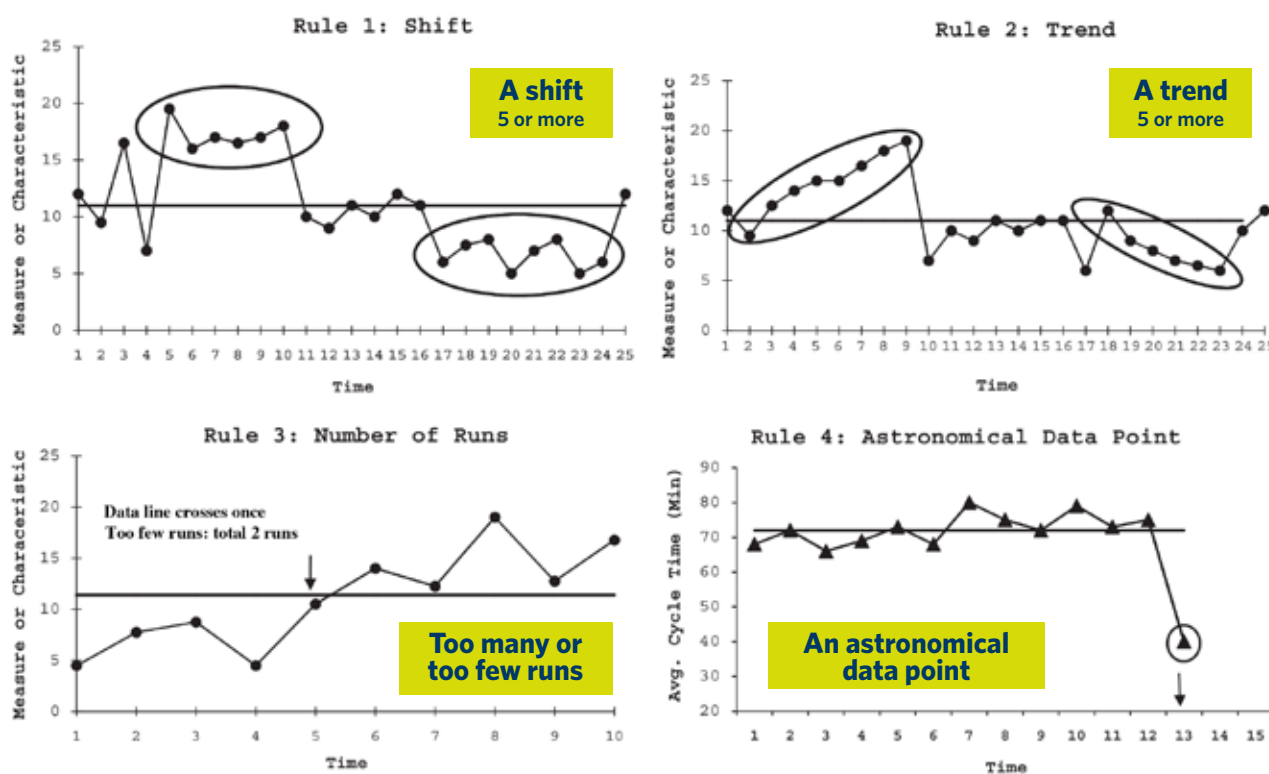 Rule 1: Shift
Measure or Characteristic
25
20
15
10
5
0
A shift
5 or more
1 2 3 4 5 6 7 8 9 10 11 12 13 14 15 16 17 18 19 20 21 22 23 24 25
Time
Rule 2: Trend
Measure or Characteristic
25
20
15
10
5
0
A trend
5 or more
1 2 3 4 5 6 7 8 9 10 11 12 13 14 15 16 17 18 19 20 21 22 23 24 25
Time
Rule 3: Number of Runs
Measure or Characeristic
25
20
15
10
5
0
Data line crosses once
Too few runs: total 2 runs
Too many or
too few runs
1 2 3 4 5 6 7 8 9 10
Time
Rule 4: Astronomical Data Point
Avg. Cycle Time (Min)
90
80
70
60
50
40
30
20
An astronomical
data point
1 2 3 4 5 6 7 8 9 10 11 12 13 14 15
Time